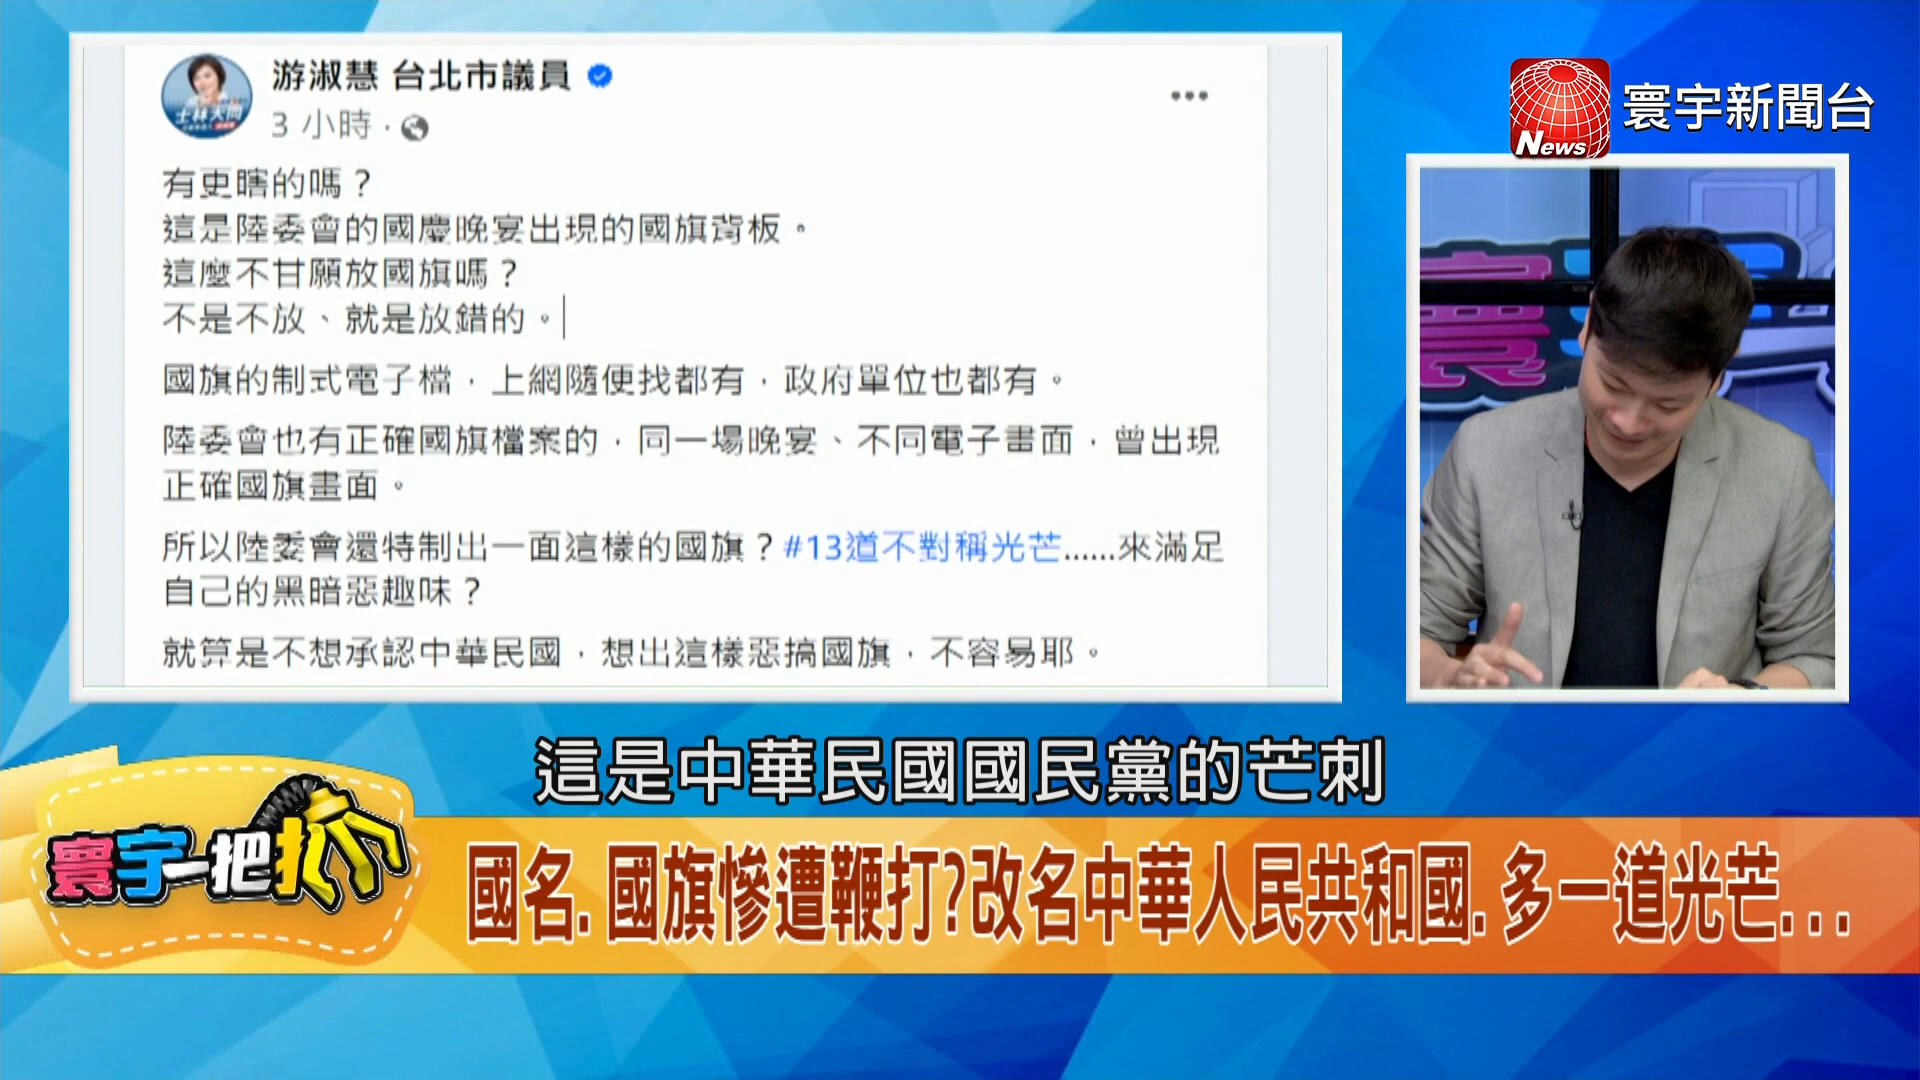 游淑慧 台北市議員
3 小時
士林大同
有更瞎的嗎？
這是陸委會的國慶晚宴出現的國旗背板。
這麼不甘願放國旗嗎？
不是不放、就是放錯的。
國旗的制式電子檔，上網隨便找都有，政府單位也都有。
陸委會也有正確國旗檔案的，同一場晚宴、不同電子畫面，曾出現
正確國旗畫面。
所以陸委會還特制出一面這樣的國旗？#13道不對稱光芒......來滿足
自己的黑暗惡趣味？
就算是不想承認中華民國，想出這樣惡搞國旗，不容易耶。
News
寰宇新聞台
寰
這是中華民國國民黨的芒刺
寰宇一把抓
國名.國旗慘遭鞭打?改名中華人民共和國.多一道光芒...